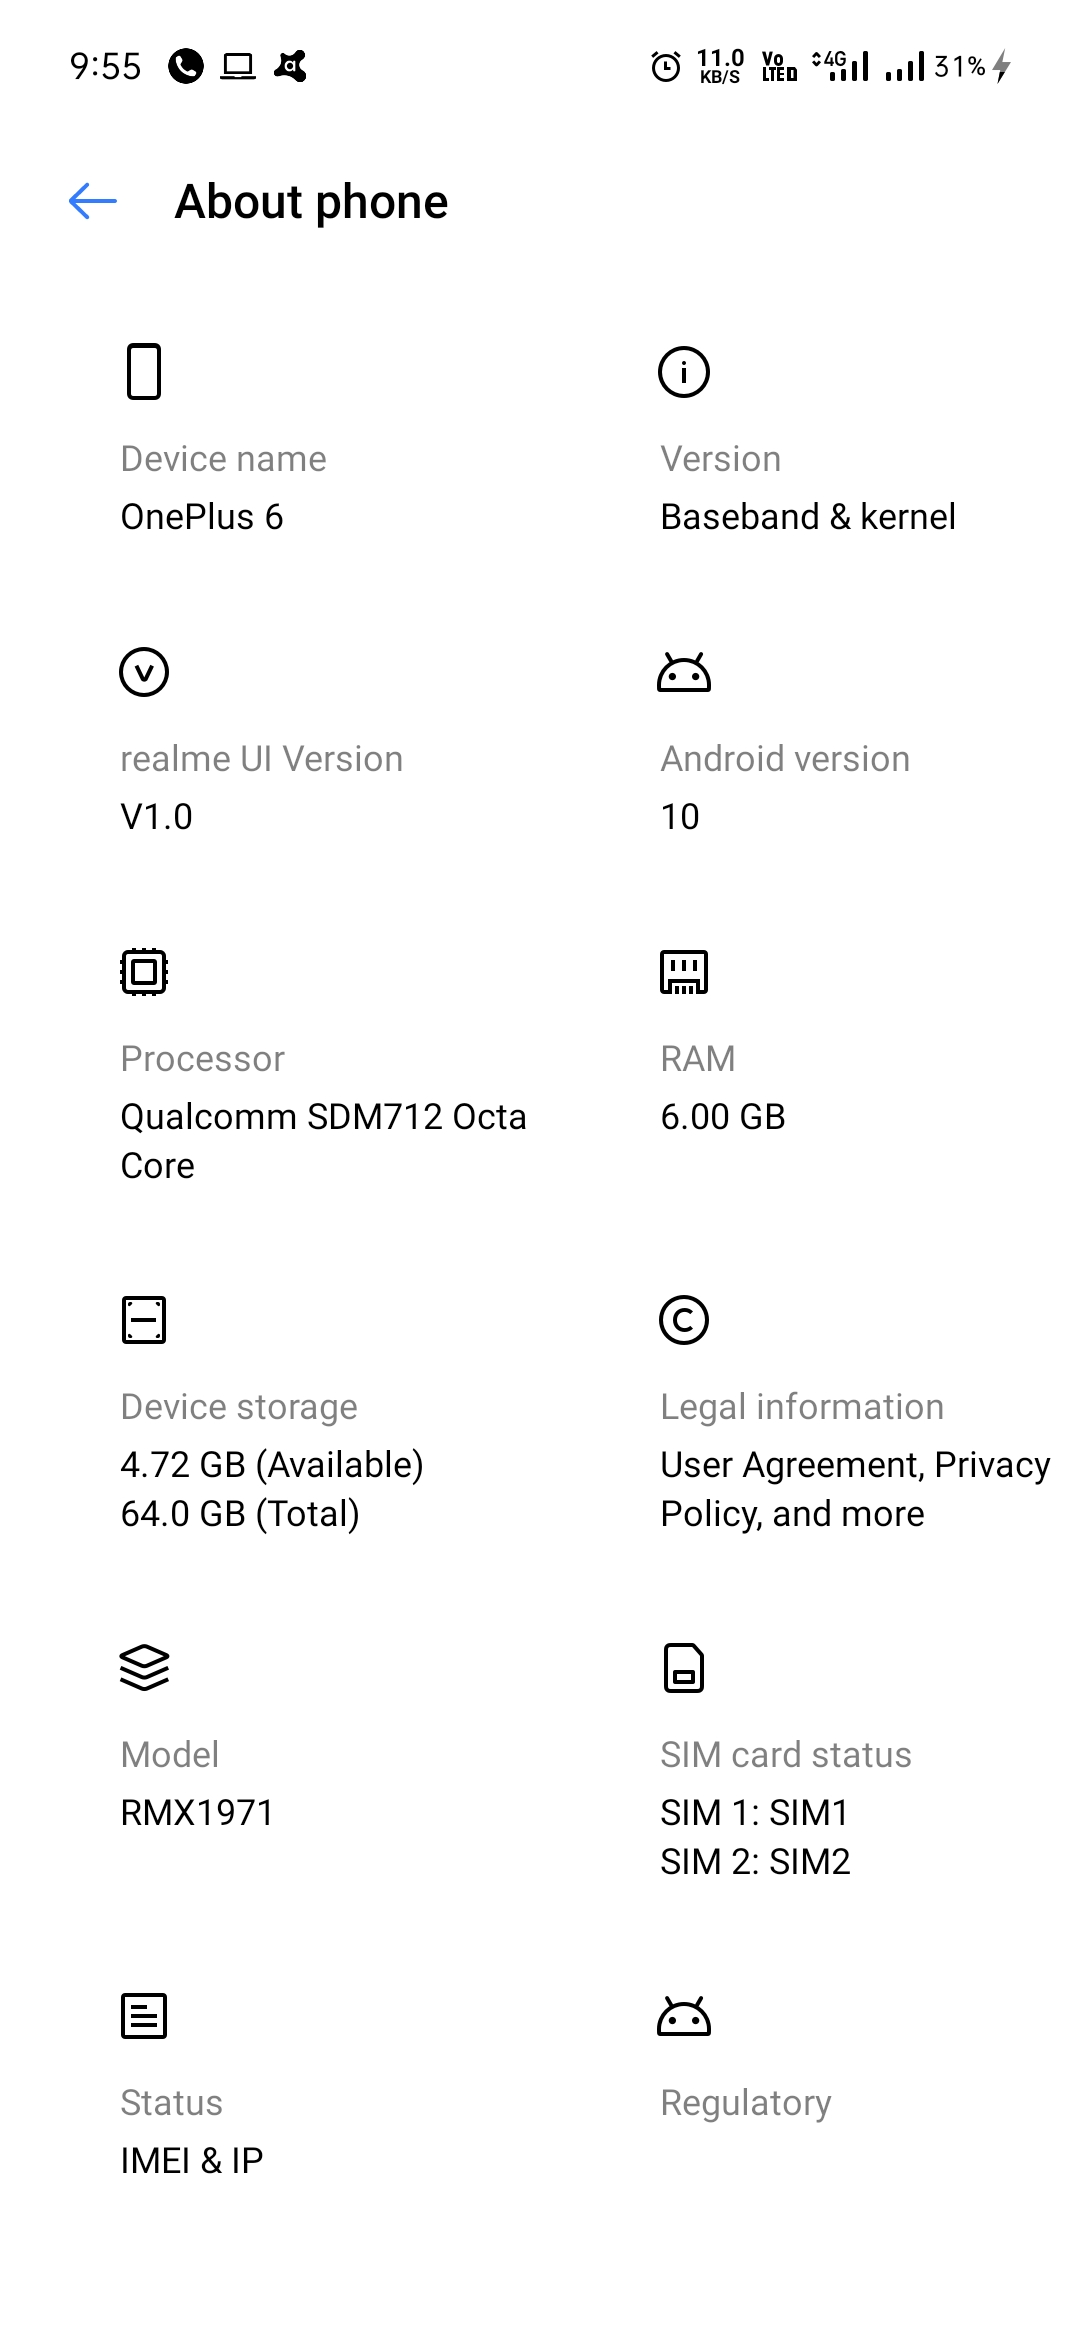 9:55
11.0 KB/S
Vo LTE
4G
31%
About phone
Device name
OnePlus 6
Version
Baseband & kernel
realme UI Version
V1.0
Android version
10
Processor
Qualcomm SDM712 Octa
Core
RAM
6.00 GB
Device storage
4.72 GB (Available)
64.0 GB (Total)
Legal information
User Agreement, Privacy
Policy, and more
Model
RMX1971
SIM card status
SIM 1: SIM1
SIM 2: SIM2
Status
IMEI & IP
Regulatory